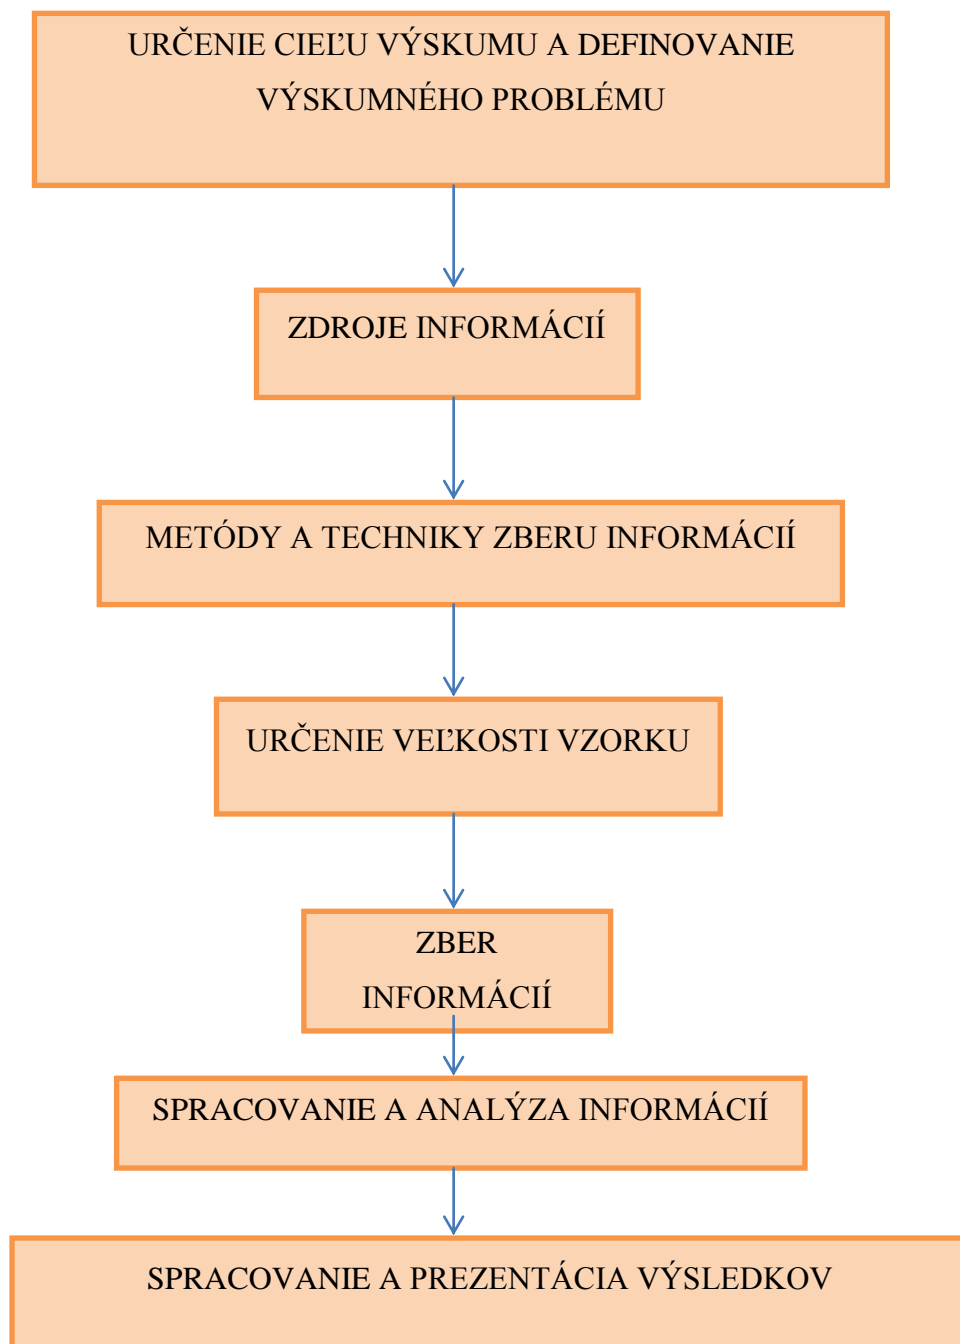 URČENIE CIEĽU VÝSKUMU A DEFINOVANIE
VÝSKUMNÉHO PROBLÉMU
ZDROJE INFORMÁCIÍ
METÓDY A TECHNIKY ZBERU INFORMÁCIÍ
URČENIE VEĽKOSTI VZORKU
ZBER
INFORMÁCIÍ
SPRACOVANIE A ANALÝZA INFORMÁCIÍ
SPRACOVANIE A PREZENTÁCIA VÝSLEDKOV